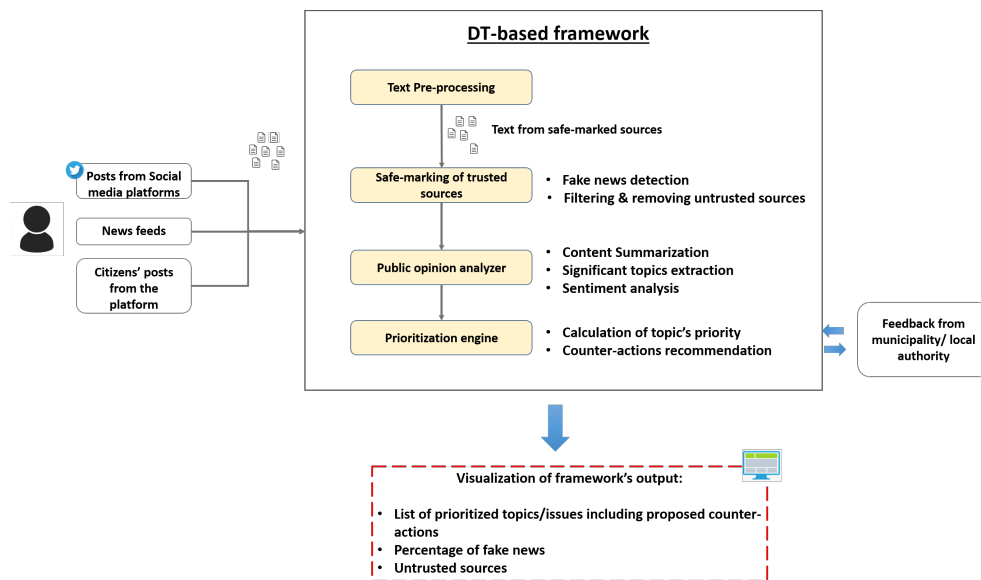 DT-based framework
Text Pre-processing
Text from safe-marked sources
Posts from Social
media platforms
News feeds
Citizens' posts
from the
platform
Safe-marking of trusted
sources
• Fake news detection
• Filtering & removing untrusted sources
Public opinion analyzer
• Content Summarization
• Significant topics extraction
• Sentiment analysis
Prioritization engine
• Calculation of topic's priority
• Counter-actions recommendation
Feedback from
municipality/ local
authority
Visualization of framework's output:
• List of prioritized topics/issues including proposed counter-
actions
• Percentage of fake news
• Untrusted sources